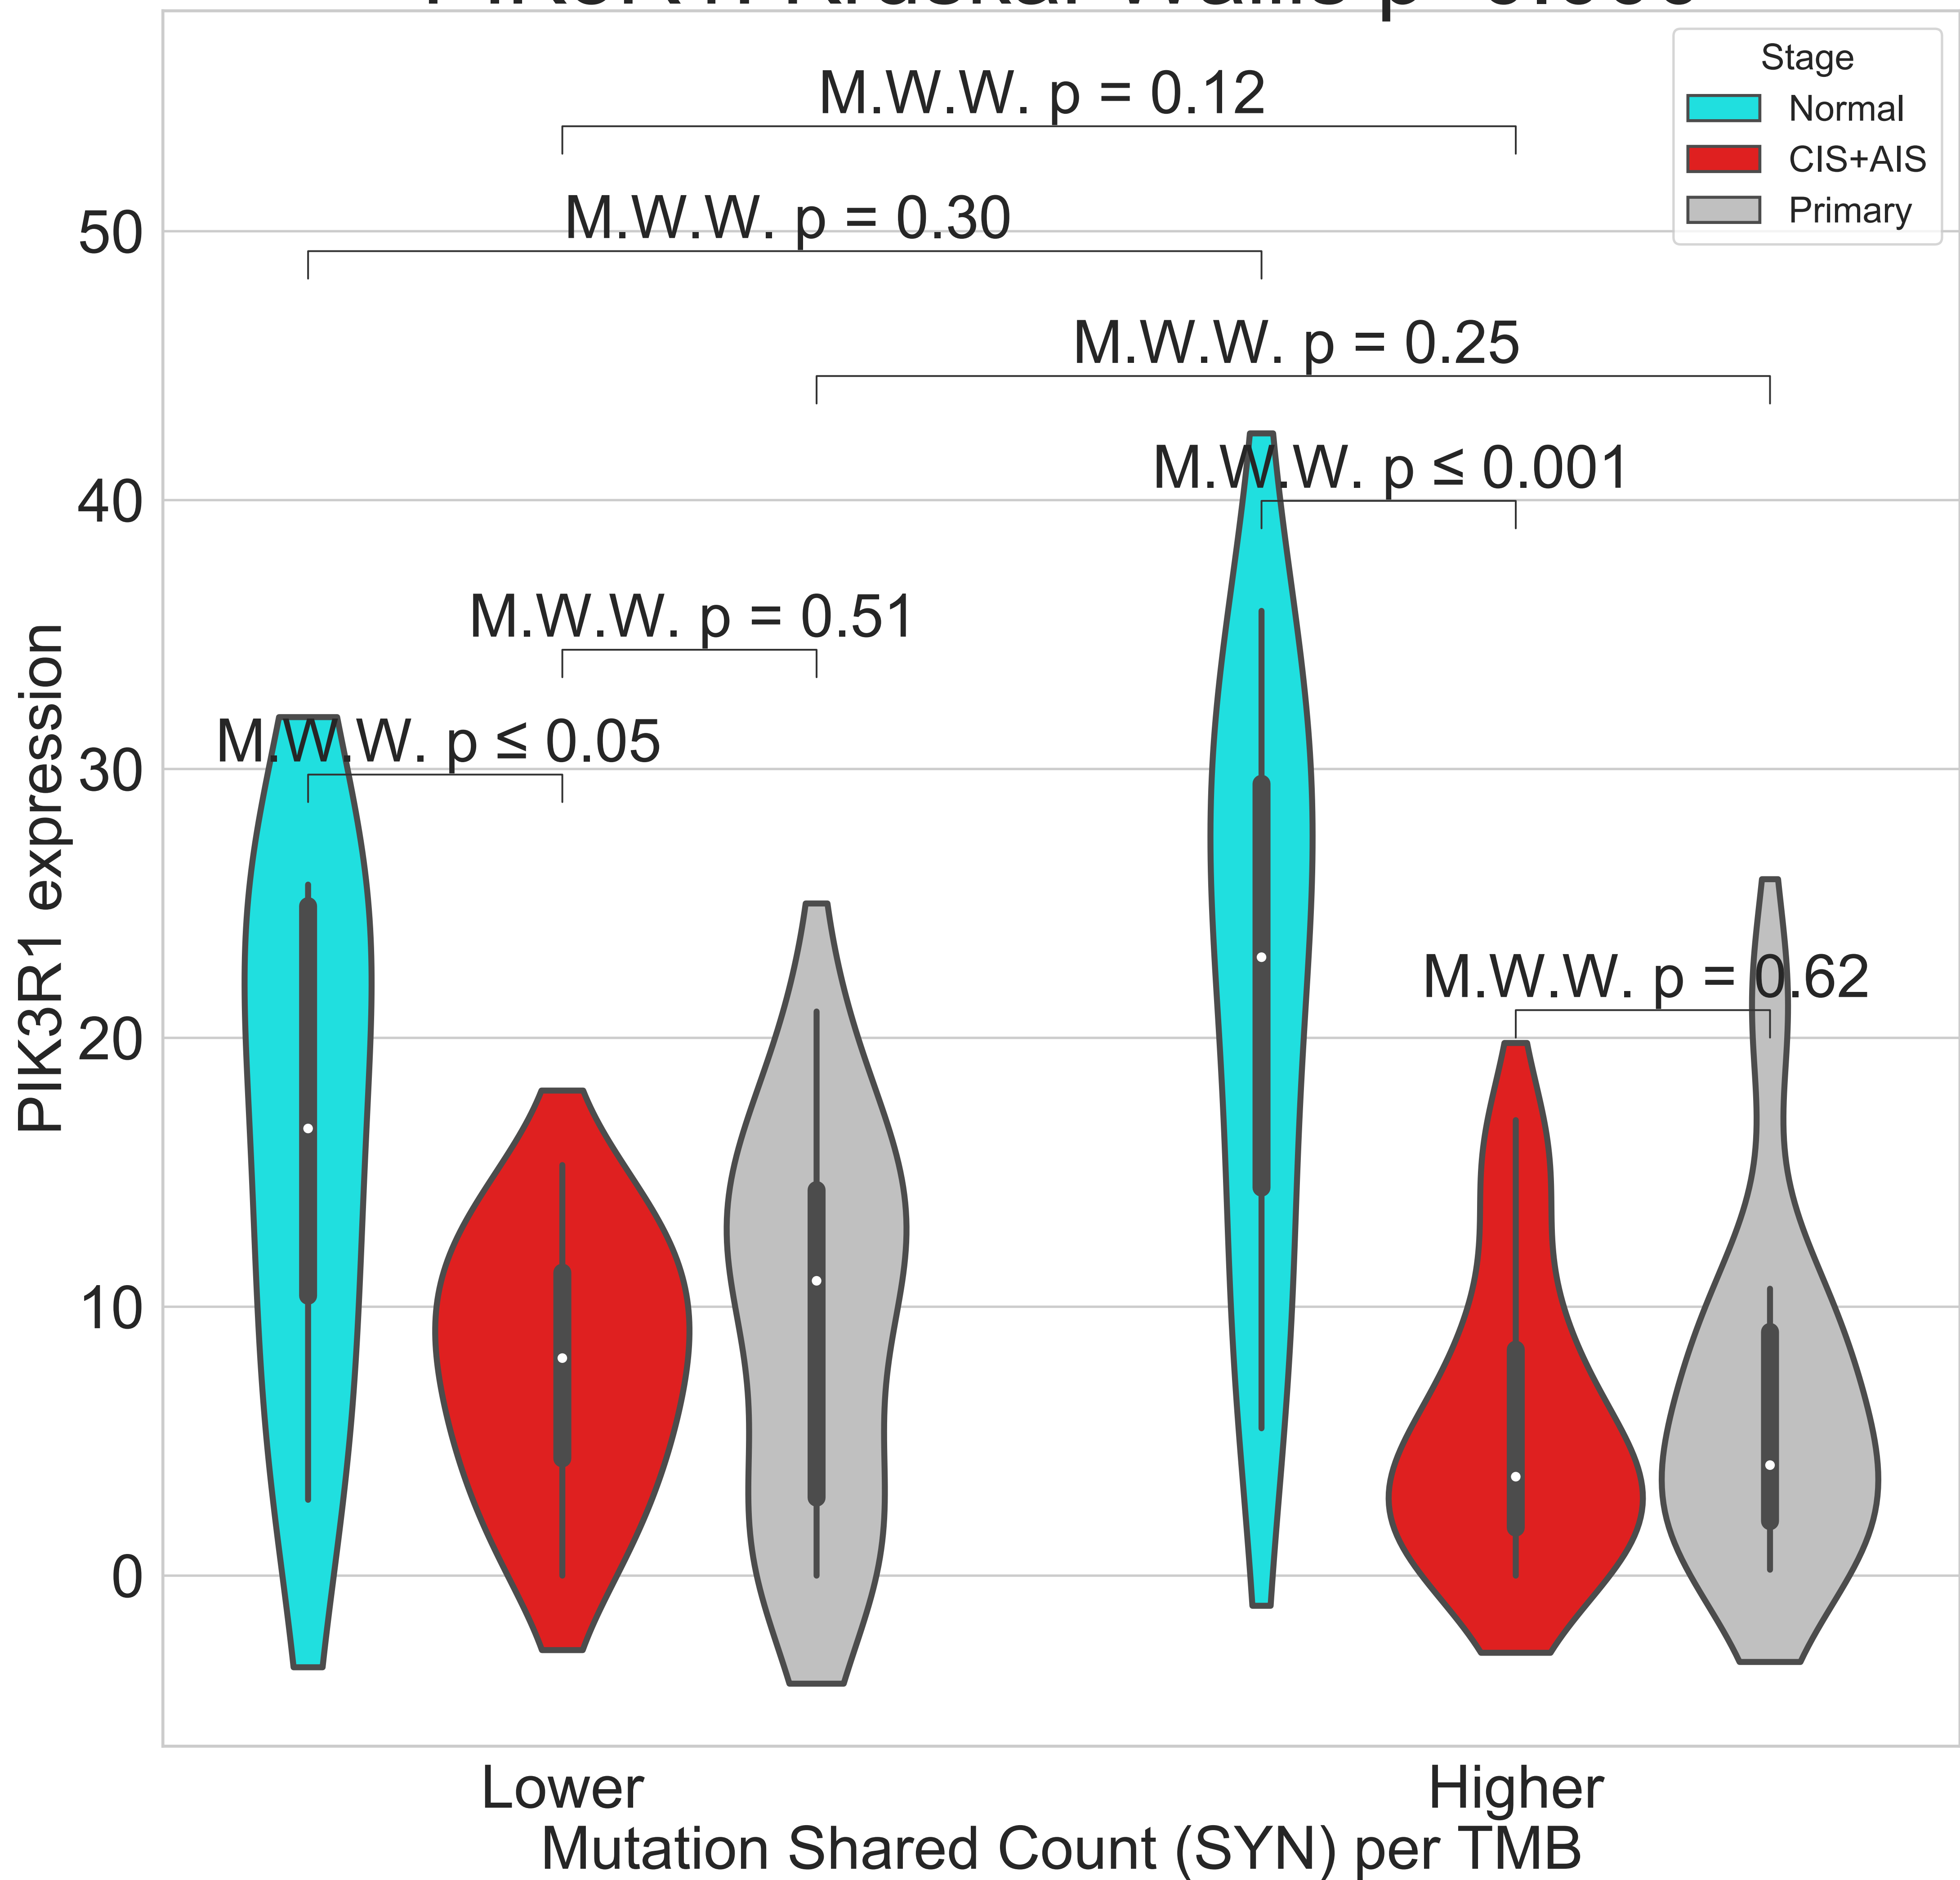 Stage
Normal
CIS+AIS
Primary
M.W.W. p = 0.12
M.W.W. p = 0.30
M.W.W. p = 0.25
M.W.W. p ≤ 0.001
M.W.W. p = 0.51
M.W.W. p ≤ 0.05
M.W.W. p = 0.62
50
40
30
20
10
0
PIK3R1 expression
Lower
Higher
Mutation Shared Count (SYN) per TMB